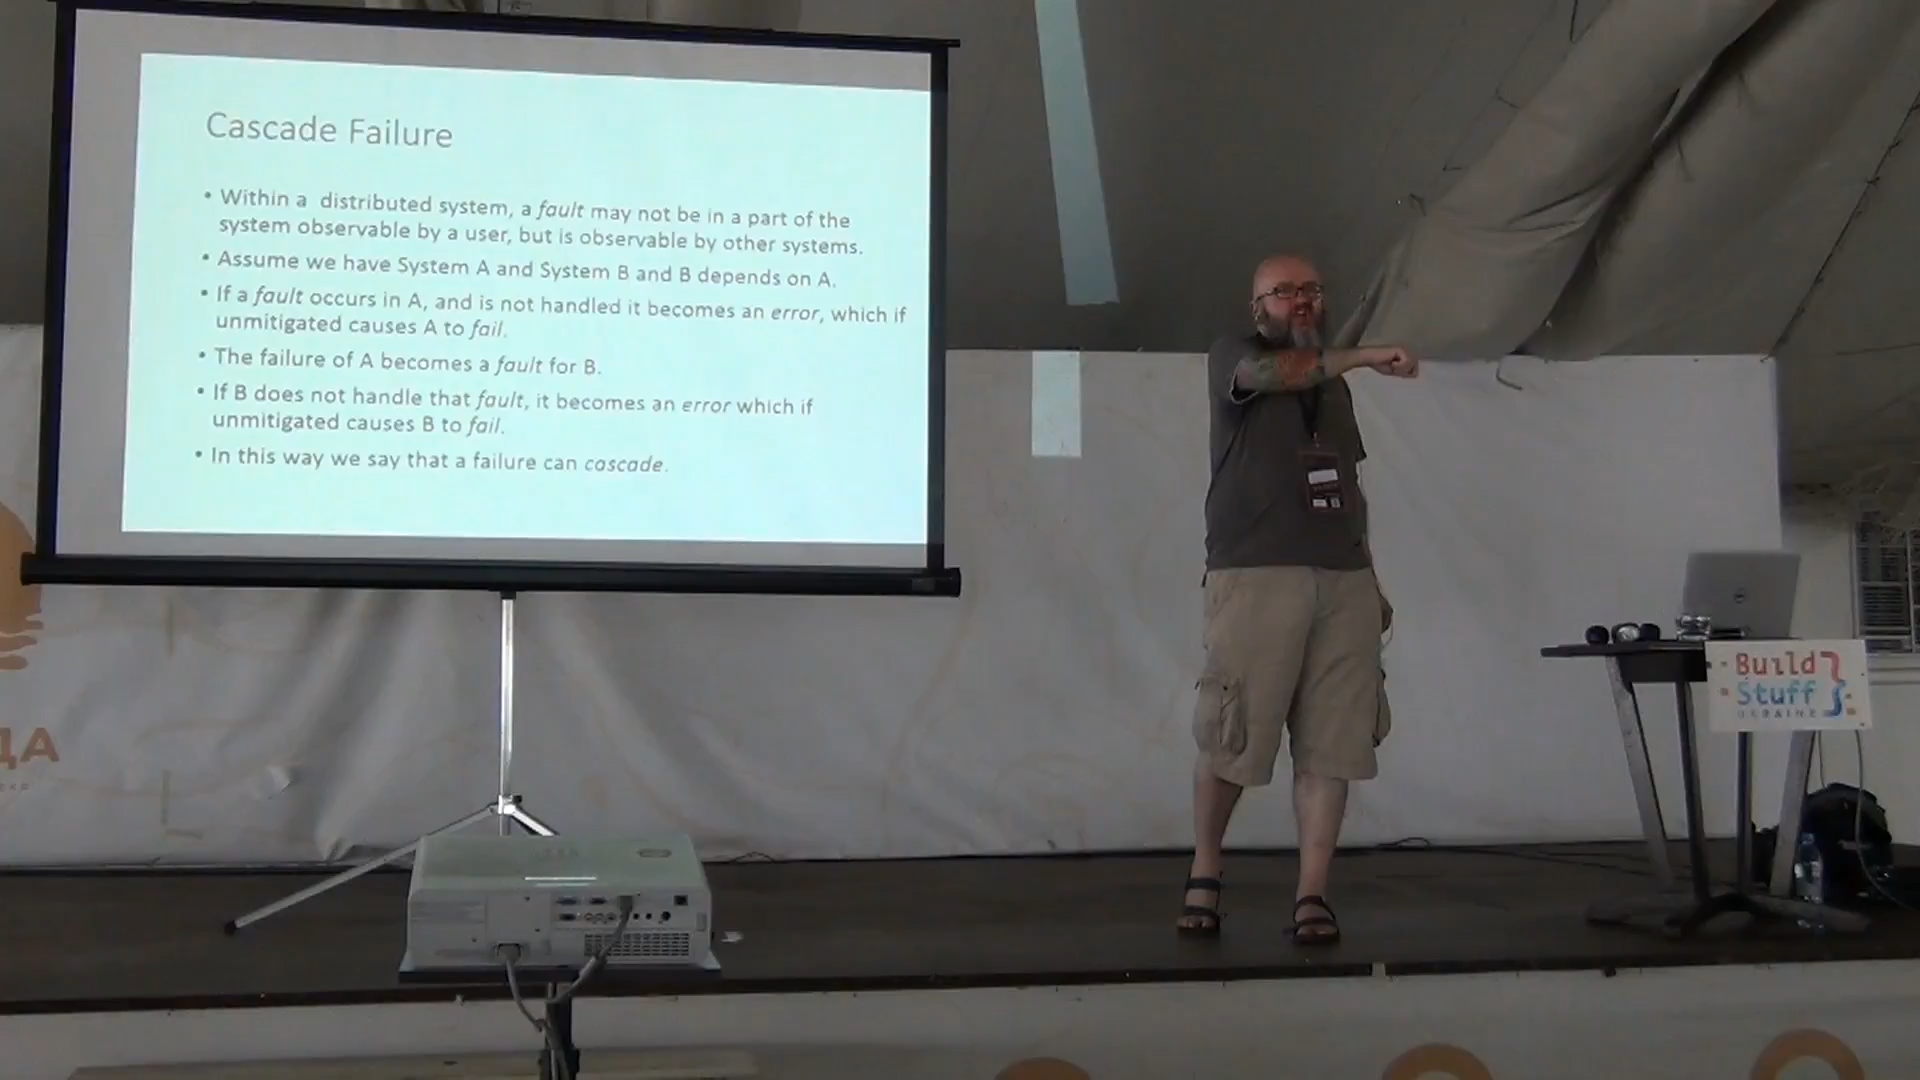 Cascade Failure
• Within a distributed system, a fault may not be in a part of the
system observable by a user, but is observable by other systems.
• Assume we have System A and System B and B depends on A.
• If a fault occurs in A, and is not handled it becomes an error, which if
unmitigated causes A to fail.
• The failure of A becomes a fault for B.
• If B does not handle that fault, it becomes an error which if
unmitigated causes B to fail.
• In this way we say that a failure can cascade.
Build
Stuff
UKRAINE
ДА